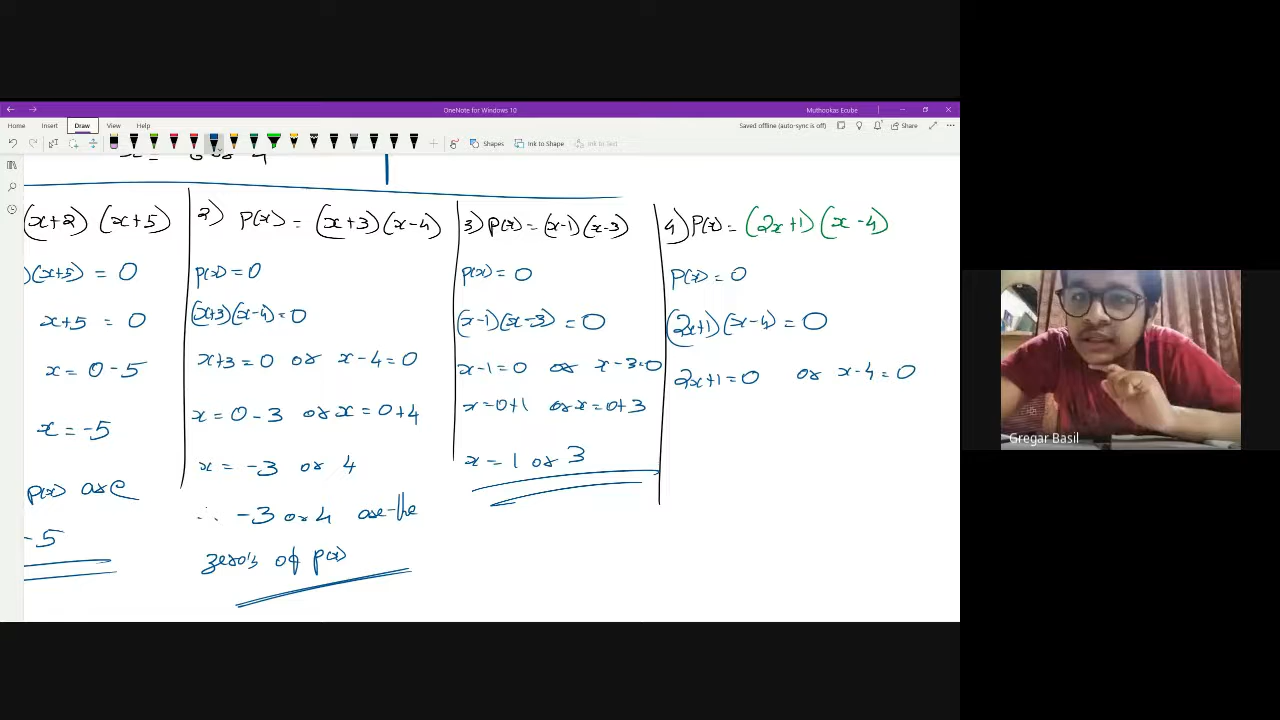 OneNote for Windows 10
Muthookas Ecube
Home Insert Draw View Help
Saved offline (auto-sync is off)
Share
Shapes
Ink to Shape
Ink to Text
(x+2) (x+5)
)(x+5) = 0
x+5 = 0
x = 0-5
x = -5
P(x) are
-5
2) P(x) = (x+3)(x-4)
P(x) = 0
(x+3)(x-4) = 0
x+3=0 or x-4=0
x = 0-3 or x = 0+4
x = -3 or 4
∴ -3 or 4 are the
zero's of P(x)
3) P(x) = (x-1)(x-3)
P(x) = 0
(x-1)(x-3) = 0
x-1=0 or x-3=0
x=0+1 or x=0+3
x = 1 or 3
4) P(x) = (2x+1)(x-4)
P(x) = 0
(2x+1)(x-4) = 0
2x+1=0 or x-4=0
Gregar Basil